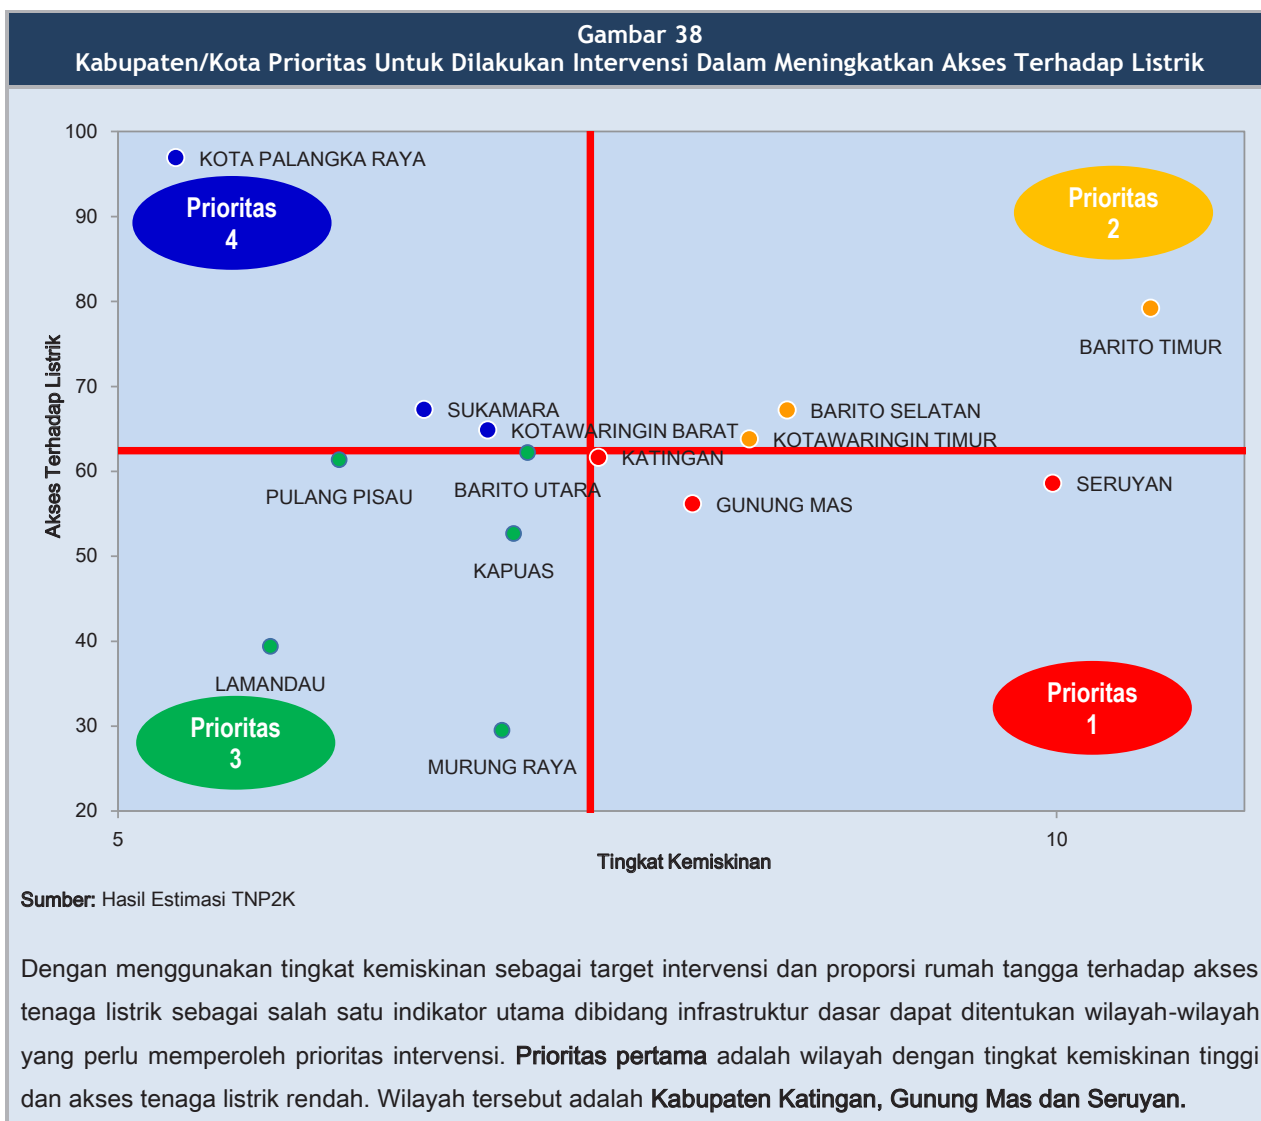 Gambar 38
Kabupaten/Kota Prioritas Untuk Dilakukan Intervensi Dalam Meningkatkan Akses Terhadap Listrik
100
KOTA PALANGKA RAYA
Prioritas
4
Prioritas
2
90
80
BARITO TIMUR
Akses Terhadap Listrik
70
SUKAMARA
BARITO SELATAN
KOTAWARINGIN BARAT
KOTAWARINGIN TIMUR
60
KATINGAN
PULANG PISAU
BARITO UTARA
SERUYAN
GUNUNG MAS
50
KAPUAS
40
LAMANDAU
30
Prioritas
3
MURUNG RAYA
Prioritas
1
20
5
10
Tingkat Kemiskinan
Sumber: Hasil Estimasi TNP2K
Dengan menggunakan tingkat kemiskinan sebagai target intervensi dan proporsi rumah tangga terhadap akses
tenaga listrik sebagai salah satu indikator utama dibidang infrastruktur dasar dapat ditentukan wilayah-wilayah
yang perlu memperoleh prioritas intervensi. Prioritas pertama adalah wilayah dengan tingkat kemiskinan tinggi
dan akses tenaga listrik rendah. Wilayah tersebut adalah Kabupaten Katingan, Gunung Mas dan Seruyan.